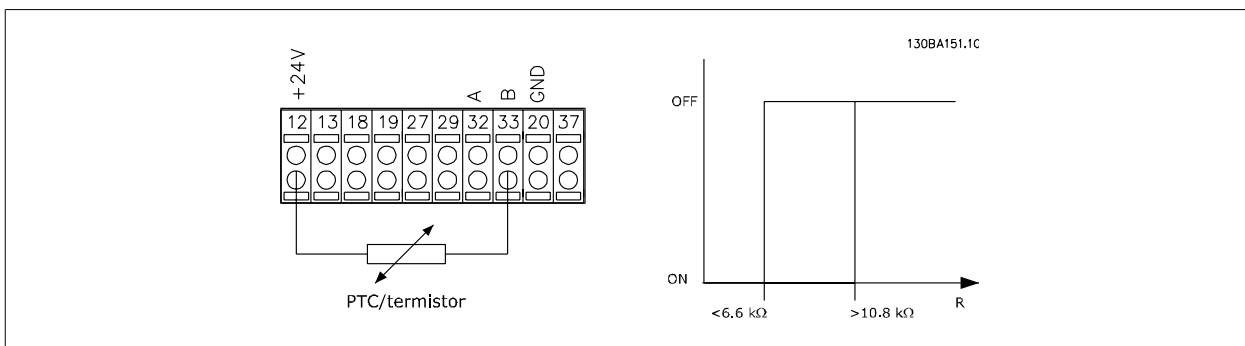 130BA151.10
+24V
A
B
GND
12 13 18 19 27 29 32 33 20 37
PTC/termistor
OFF
ON
<6.6 kΩ
>10.8 kΩ
R